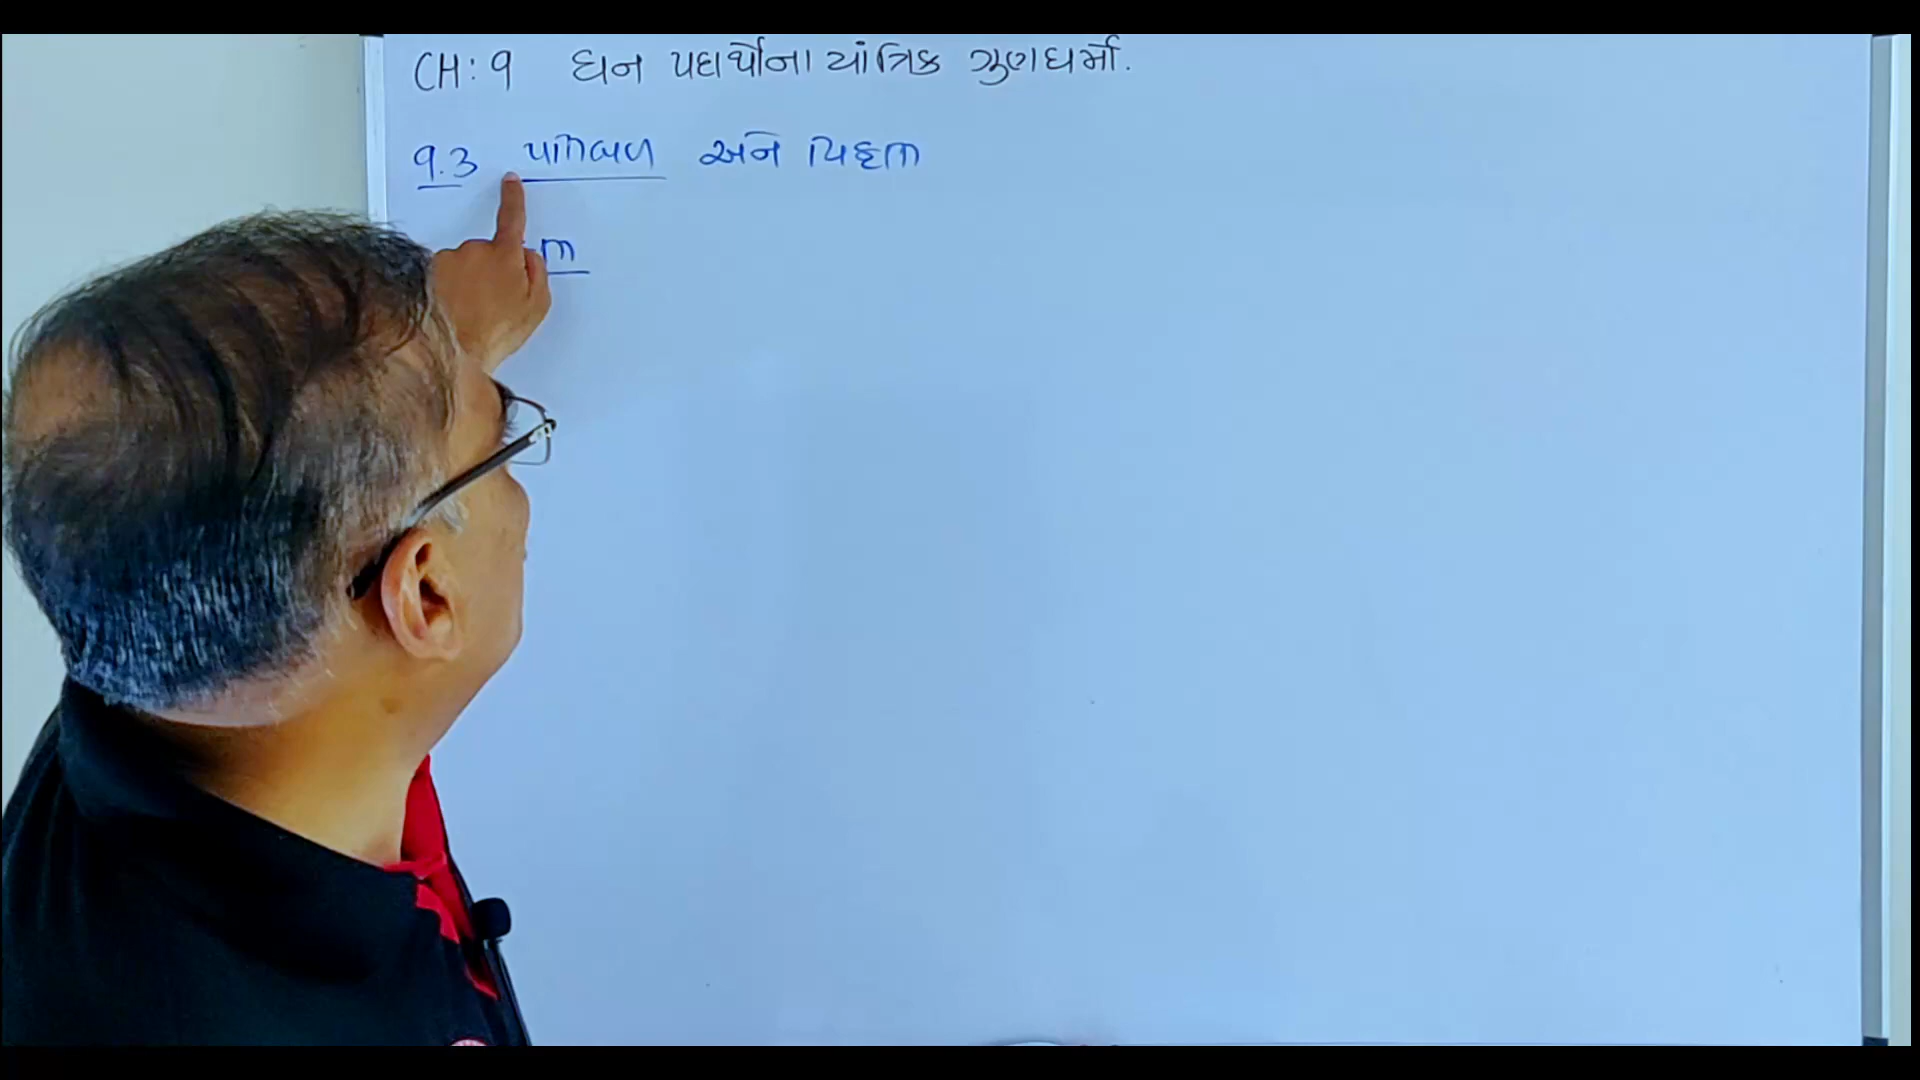 CH: 9 ઘન પદાર્થોના યાંત્રિક ગુણધર્મો.
9.3 પ્રતિબળ અને વિકૃતિ